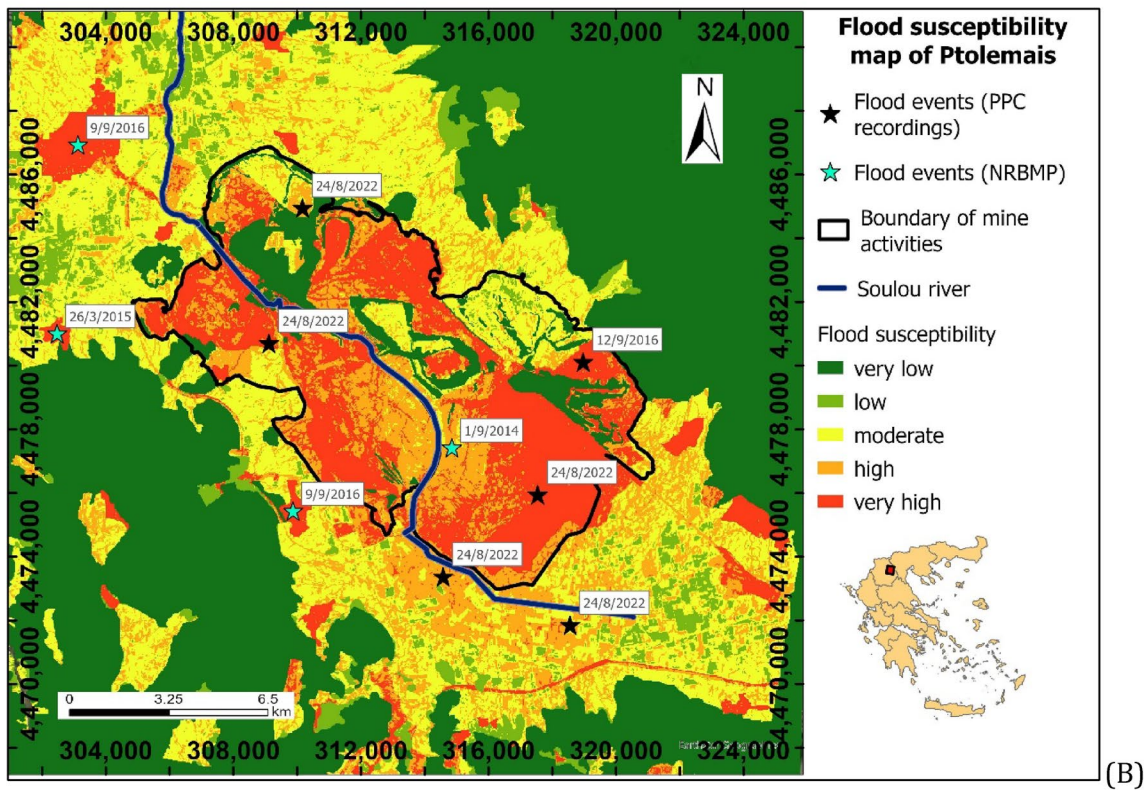 304,000 308,000 312,000 316,000 320,000 324,000
Flood susceptibility
map of Ptolemais
Flood events (PPC
recordings)
Flood events (NRBMP)
Boundary of mine
activities
Soulou river
Flood susceptibility
very low
low
moderate
high
very high
N
9/9/2016
24/8/2022
26/3/2015
24/8/2022
12/9/2016
1/9/2014
24/8/2022
9/9/2016
24/8/2022
24/8/2022
4,486,000
4,482,000
4,478,000
4,474,000
4,470,000
4,486,000
4,482,000
4,478,000
4,474,000
4,470,000
0 3.25 6.5
km
304,000 308,000 312,000 316,000 320,000 324,000
(B)